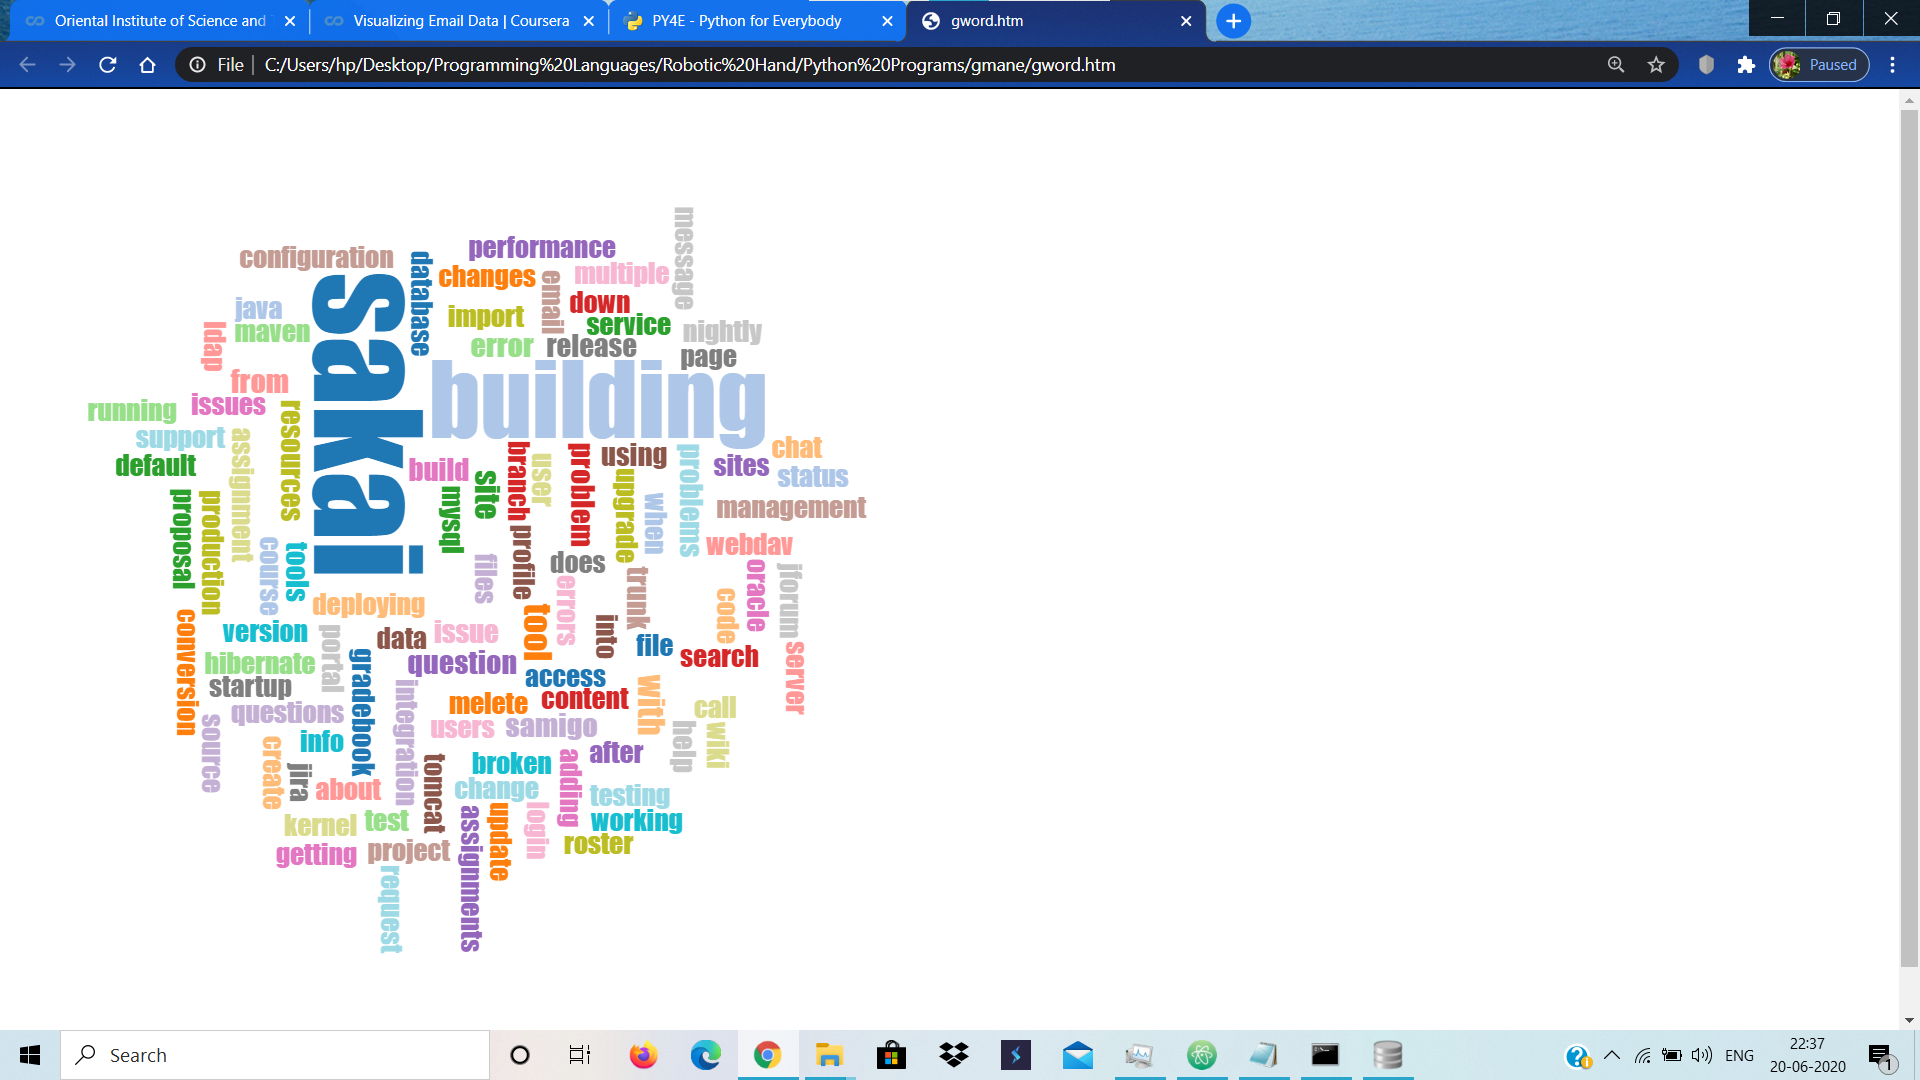 Oriental Institute of Science and
Visualizing Email Data | Coursera
PY4E - Python for Everybody
gword.htm
File
C:/Users/hp/Desktop/Programming%20Languages/Robotic%20Hand/Python%20Programs/gmane/gword.htm
Paused
message
performance
configuration
database
changes
email
multiple
sakai
java
import
down
service
ldap
maven
error
release
nightly
page
from
building
running
issues
resources
support
assignment
default
build
site
branch
user
problem
using
upgrade
when
problems
sites
chat
status
management
proposal
production
mysql
profile
webdav
course
tools
files
does
errors
trunk
oracle
jforum
code
deploying
conversion
version
portal
data
issue
tool
into
file
search
server
hibernate
gradebook
question
startup
integration
access
questions
melete
content
with
call
source
users
samigo
help
wiki
info
create
jira
tomcat
broken
adding
after
about
change
testing
kernel
test
assignments
update
login
working
getting
project
roster
request
Search
ENG
22:37
20-06-2020
1